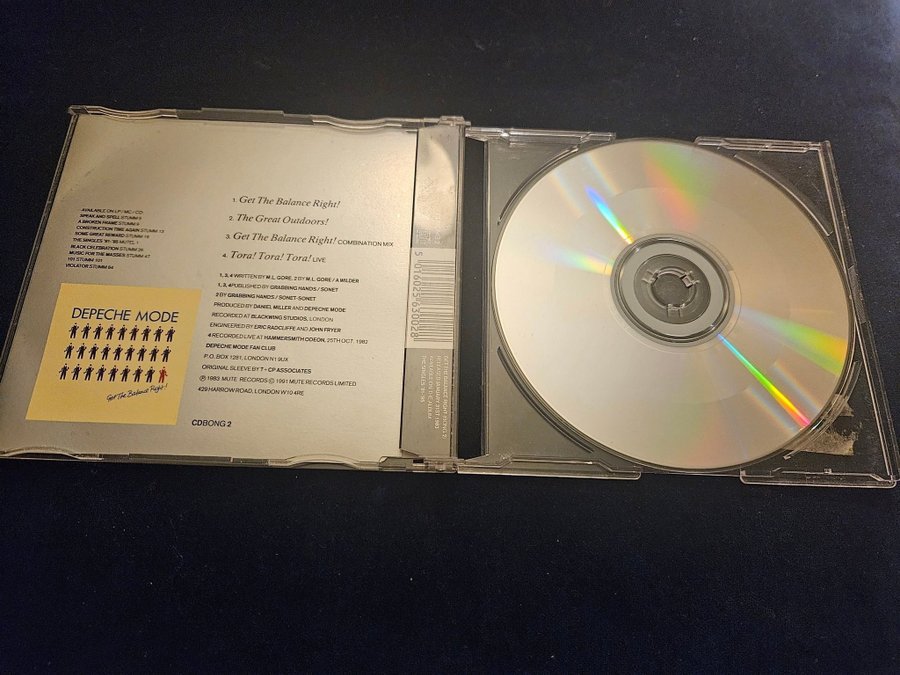 AVAILABLE ON LP / MC / CD
SPEAK AND SPELL STUMM 5
A BROKEN FRAME STUMM 9
CONSTRUCTION TIME AGAIN STUMM 13
SOME GREAT REWARD STUMM 19
THE SINGLES '81-'85 MUTEL 1
BLACK CELEBRATION STUMM 26
MUSIC FOR THE MASSES STUMM 47
101 STUMM 101
VIOLATOR STUMM 64
DEPECHE MODE
Get The Balance Right!
1. Get The Balance Right!
2. The Great Outdoors!
3. Get The Balance Right! COMBINATION MIX
4. Tora! Tora! Tora! LIVE
1, 3, 4 WRITTEN BY M.L. GORE, 2 BY M.L. GORE / A WILDER
1, 3, 4 PUBLISHED BY GRABBING HANDS / SONET
2 BY GRABBING HANDS / SONET-SONET
PRODUCED BY DANIEL MILLER AND DEPECHE MODE
RECORDED AT BLACKWING STUDIOS, LONDON
ENGINEERED BY ERIC RADCLIFFE AND JOHN FRYER
4 RECORDED LIVE AT HAMMERSMITH ODEON, 25TH OCT. 1982
DEPECHE MODE FAN CLUB
P.O. BOX 1281, LONDON N1 9UX
ORIGINAL SLEEVE BY T + CP ASSOCIATES
℗ 1983 MUTE RECORDS © 1991 MUTE RECORDS LIMITED
429 HARROW ROAD, LONDON W10 4RE
CDBONG 2
5 016025 630028